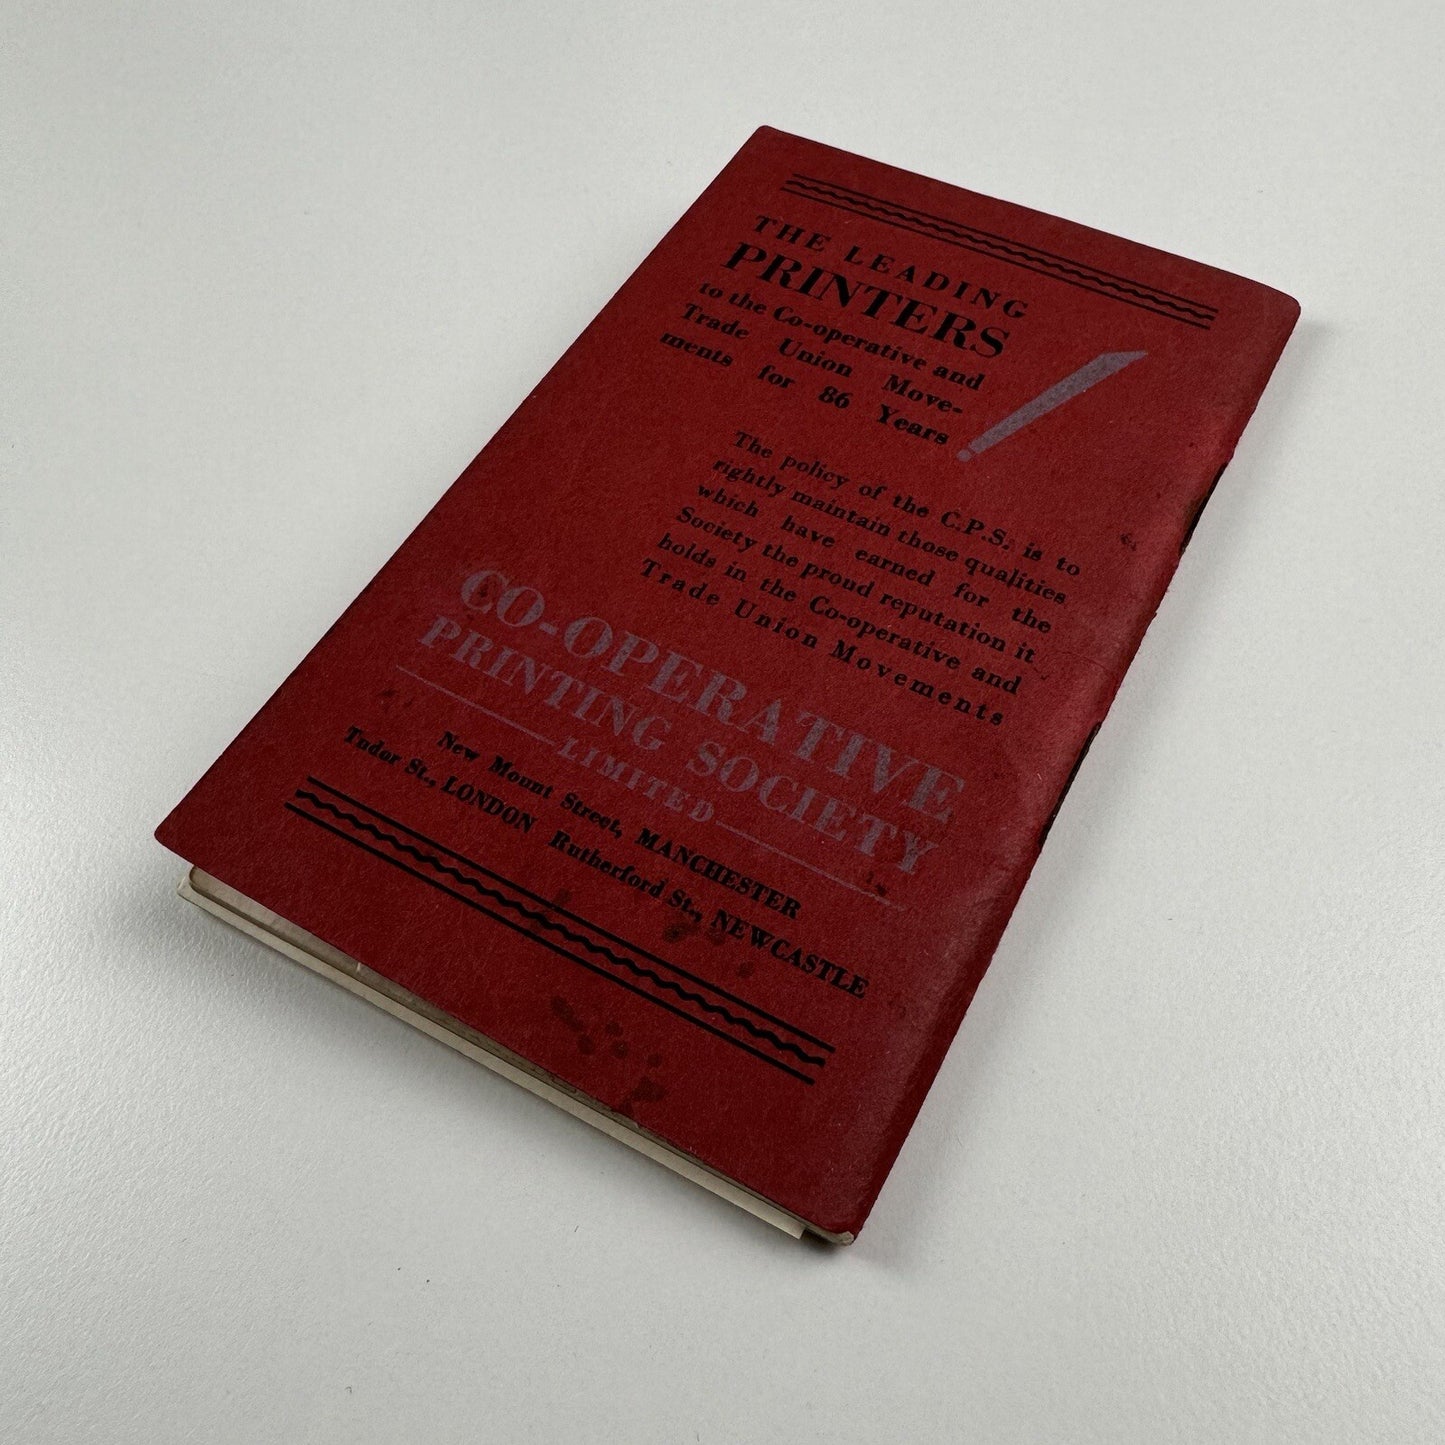 THE LEADING
PRINTERS
to the Co-operative and
Trade Union Move-
ments for 86 Years !
The policy of the C.P.S. is to
rightly maintain those qualities
which have earned for the
Society the proud reputation it
holds in the Co-operative and
Trade Union Movements
CO-OPERATIVE
PRINTING SOCIETY
LIMITED
New Mount Street, MANCHESTER
Tudor St., LONDON Rutherford St., NEWCASTLE